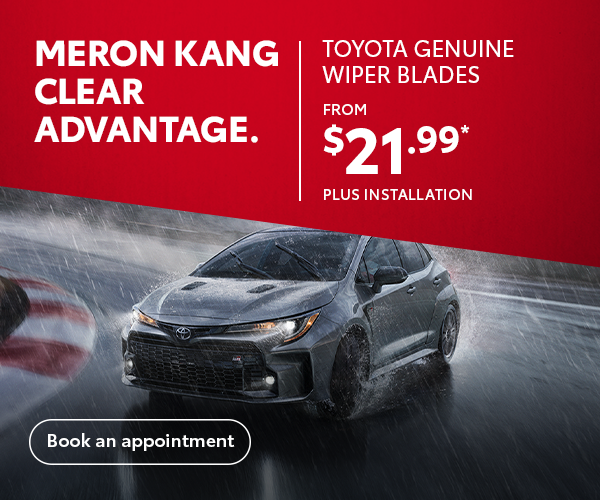 MERON KANG
CLEAR
ADVANTAGE.
TOYOTA GENUINE
WIPER BLADES
FROM
$21.99*
PLUS INSTALLATION
Book an appointment